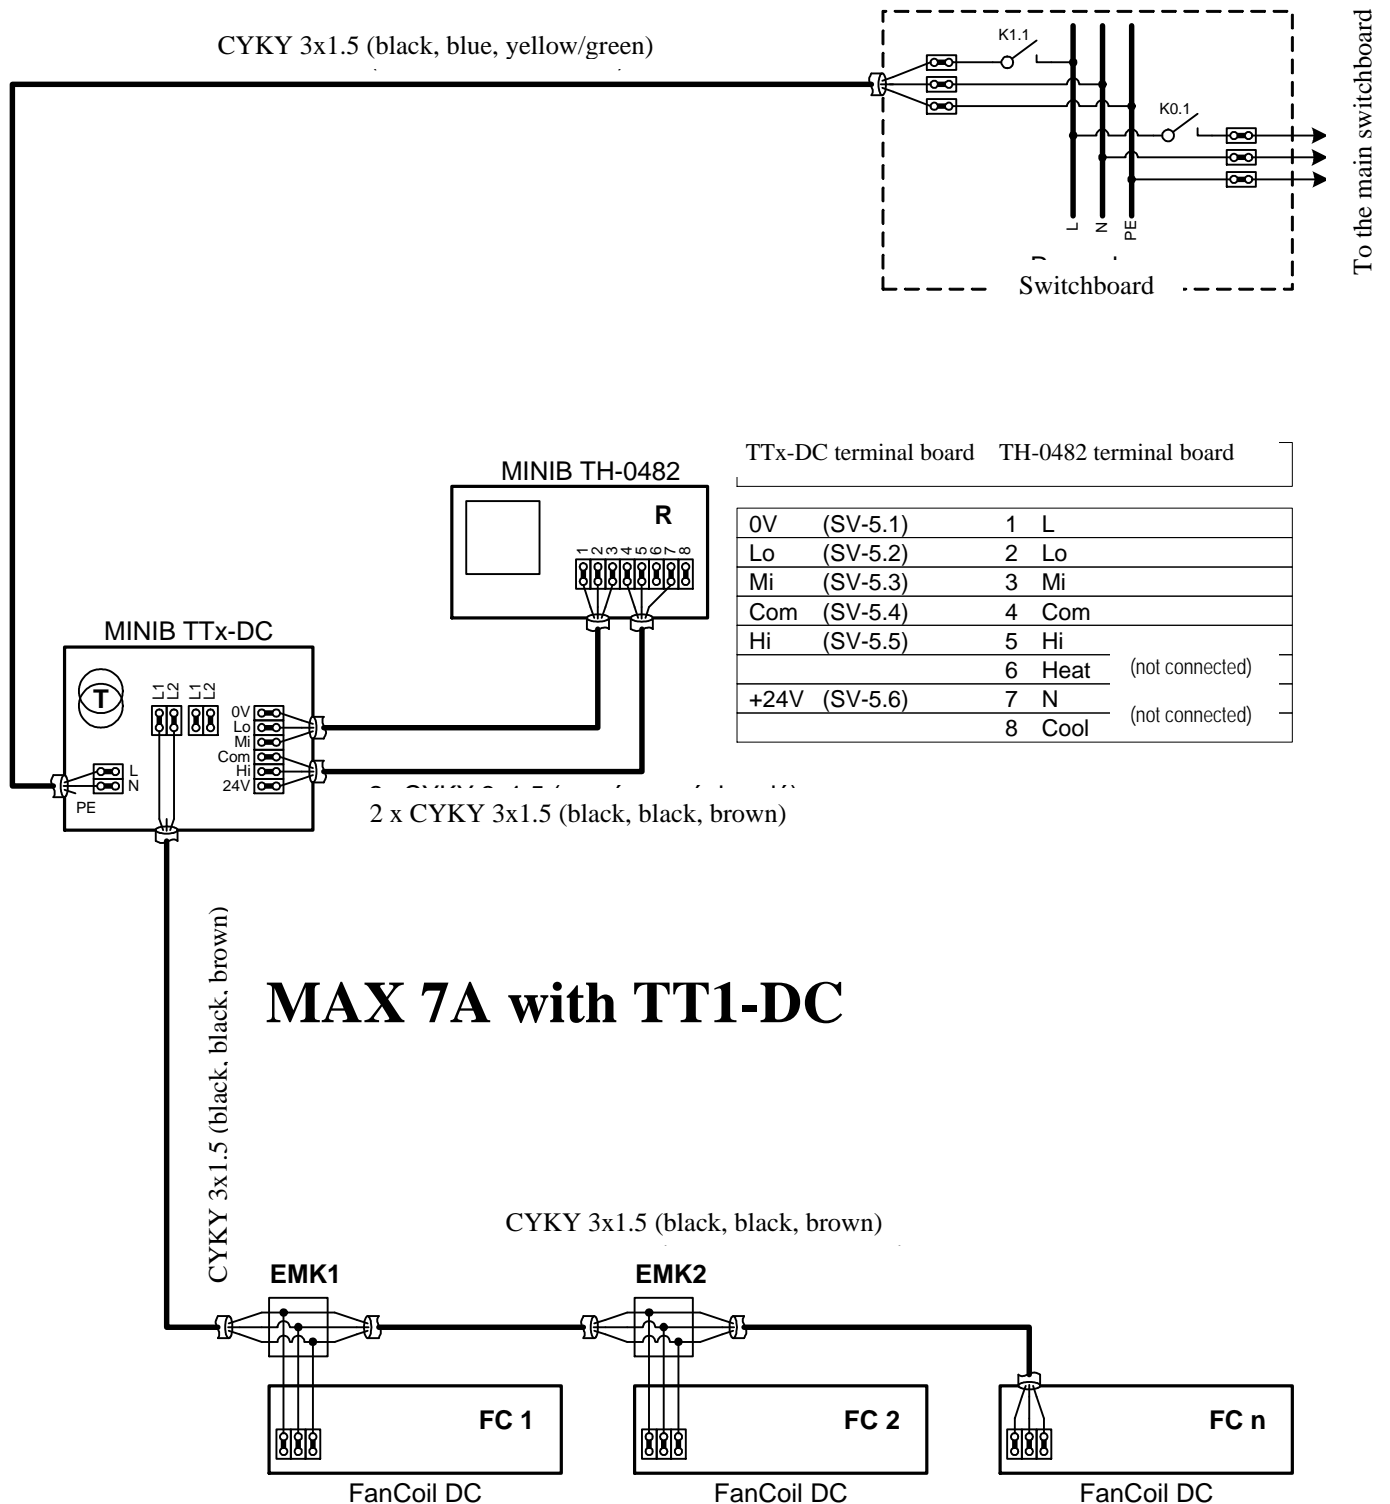 CYKY 3x1.5 (black, blue, yellow/green)
K1.1
K0.1
L
N
PE
Switchboard
To the main switchboard
MINIB TH-0482
R
1 2 3 4 5 6 7 8
TTx-DC terminal board TH-0482 terminal board
0V (SV-5.1) 1 L
Lo (SV-5.2) 2 Lo
Mi (SV-5.3) 3 Mi
Com (SV-5.4) 4 Com
Hi (SV-5.5) 5 Hi
6 Heat (not connected)
+24V (SV-5.6) 7 N
8 Cool (not connected)
MINIB TTx-DC
T
L1
L2
L1
L2
0V
Lo
Mi
Com
Hi
24V
L
N
PE
2 x CYKY 3x1.5 (black, black, brown)
CYKY 3x1.5 (black, black, brown)
MAX 7A with TT1-DC
CYKY 3x1.5 (black, black, brown)
EMK1
EMK2
FC 1
FC 2
FC n
FanCoil DC
FanCoil DC
FanCoil DC